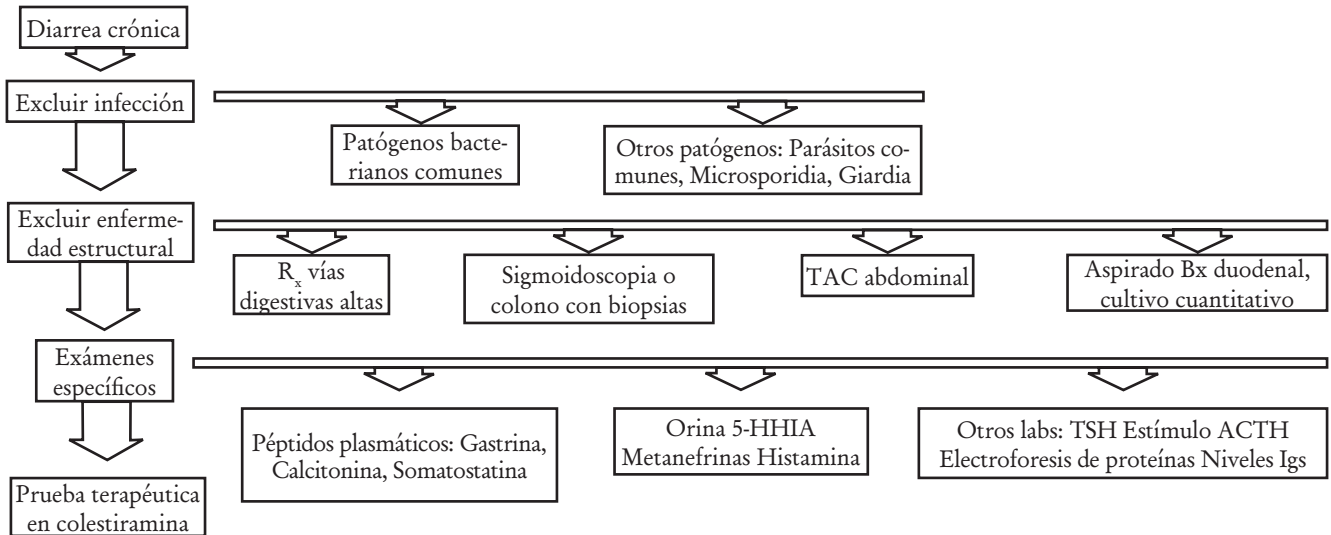 Diarrea crónica
Excluir infección
Patógenos bacte-
rianos comunes
Otros patógenos: Parásitos co-
munes, Microsporidia, Giardia
Excluir enferme-
dad estructural
Rx vías
digestivas altas
Sigmoidoscopia o
colono con biopsias
TAC abdominal
Aspirado Bx duodenal,
cultivo cuantitativo
Exámenes
específicos
Péptidos plasmáticos: Gastrina,
Calcitonina, Somatostatina
Orina 5-HHIA
Metanefrinas Histamina
Otros labs: TSH Estímulo ACTH
Electroforesis de proteínas Niveles Igs
Prueba terapéutica
en colestiramina